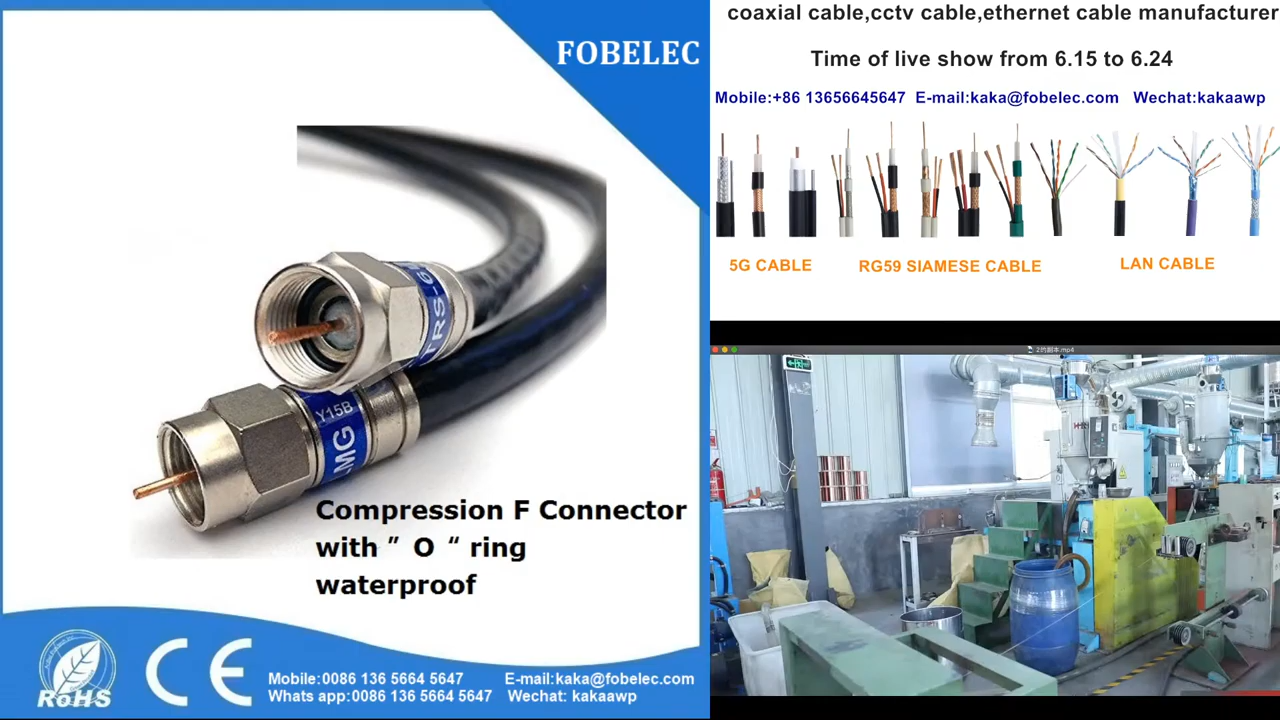 FOBELEC
TRS-6
Y15B
Compression F Connector
with ” O “ ring
waterproof
RoHS
CE
Mobile:0086 136 5664 5647 E-mail:kaka@fobelec.com
Whats app:0086 136 5664 5647 Wechat: kakaawp
coaxial cable,cctv cable,ethernet cable manufacturer
Time of live show from 6.15 to 6.24
Mobile:+86 13656645647 E-mail:kaka@fobelec.com Wechat:kakaawp
5G CABLE
RG59 SIAMESE CABLE
LAN CABLE